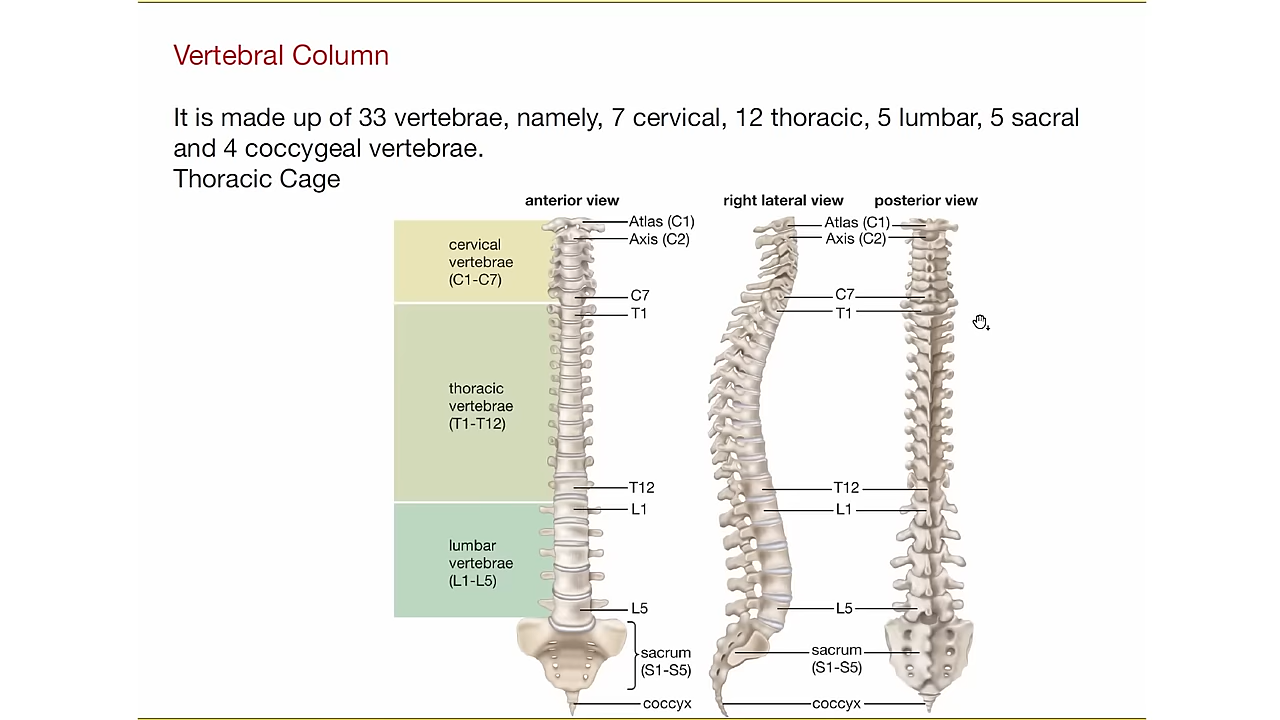 Vertebral Column
It is made up of 33 vertebrae, namely, 7 cervical, 12 thoracic, 5 lumbar, 5 sacral
and 4 coccygeal vertebrae.
Thoracic Cage
anterior view
right lateral view
posterior view
cervical
vertebrae
(C1-C7)
thoracic
vertebrae
(T1-T12)
lumbar
vertebrae
(L1-L5)
Atlas (C1)
Axis (C2)
C7
T1
T12
L1
L5
sacrum
(S1-S5)
coccyx
Atlas (C1)
Axis (C2)
C7
T1
T12
L1
L5
sacrum
(S1-S5)
coccyx